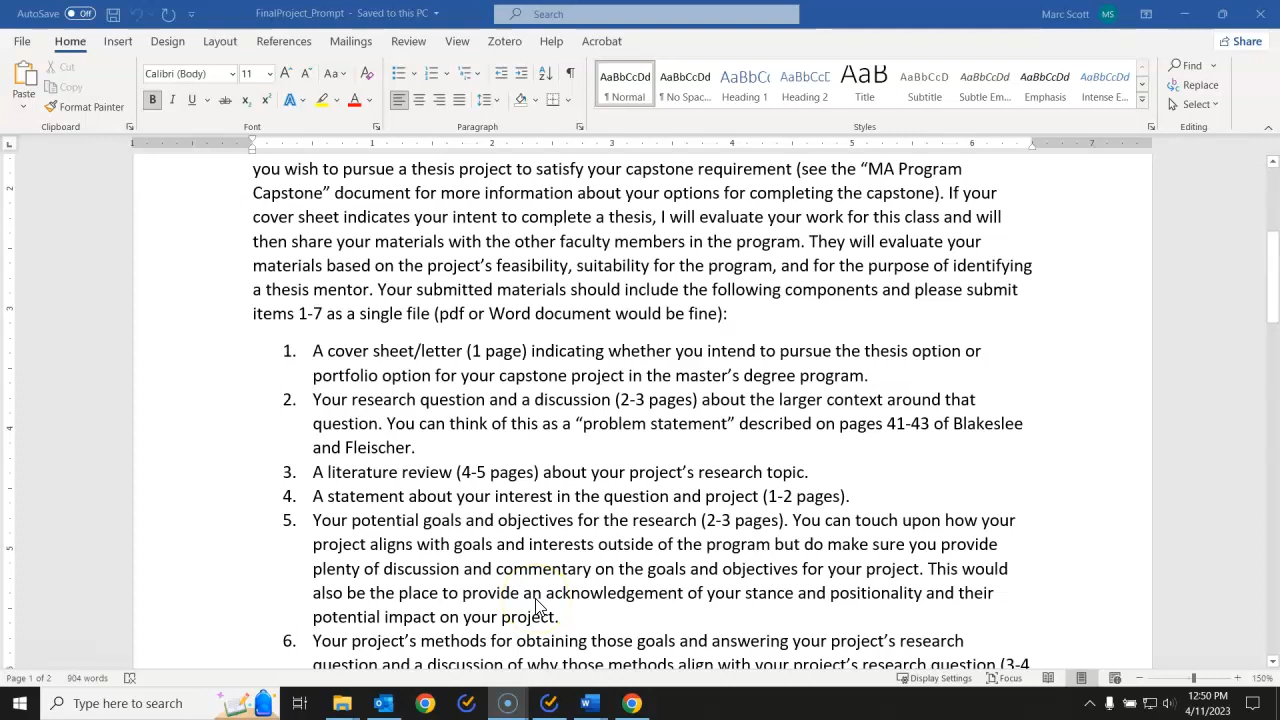 AutoSave Off FinalProject_Prompt - Saved to this PC Search Marc Scott MS
File Home Insert Design Layout References Mailings Review View Zotero Help Acrobat Share
Paste Cut Copy Format Painter Clipboard
Calibri (Body) 11 Font
Paragraph
AaBbCcDd ¶ Normal
AaBbCcDd ¶ No Spac...
AaBbCc Heading 1
AaBbCcD Heading 2
AaB Title
AaBbCcD Subtitle
AaBbCcDd Subtle Em...
AaBbCcDd Emphasis
AaBbCcDd Intense E...
Styles
Find Replace Select Editing
you wish to pursue a thesis project to satisfy your capstone requirement (see the “MA Program
Capstone” document for more information about your options for completing the capstone). If your
cover sheet indicates your intent to complete a thesis, I will evaluate your work for this class and will
then share your materials with the other faculty members in the program. They will evaluate your
materials based on the project’s feasibility, suitability for the program, and for the purpose of identifying
a thesis mentor. Your submitted materials should include the following components and please submit
items 1-7 as a single file (pdf or Word document would be fine):
1. A cover sheet/letter (1 page) indicating whether you intend to pursue the thesis option or
portfolio option for your capstone project in the master’s degree program.
2. Your research question and a discussion (2-3 pages) about the larger context around that
question. You can think of this as a “problem statement” described on pages 41-43 of Blakeslee
and Fleischer.
3. A literature review (4-5 pages) about your project’s research topic.
4. A statement about your interest in the question and project (1-2 pages).
5. Your potential goals and objectives for the research (2-3 pages). You can touch upon how your
project aligns with goals and interests outside of the program but do make sure you provide
plenty of discussion and commentary on the goals and objectives for your project. This would
also be the place to provide an acknowledgement of your stance and positionality and their
potential impact on your project.
6. Your project’s methods for obtaining those goals and answering your project’s research
question and a discussion of why those methods align with your project’s research question (3-4
Page 1 of 2 904 words Display Settings Focus 150%
Type here to search 12:50 PM
4/11/2023